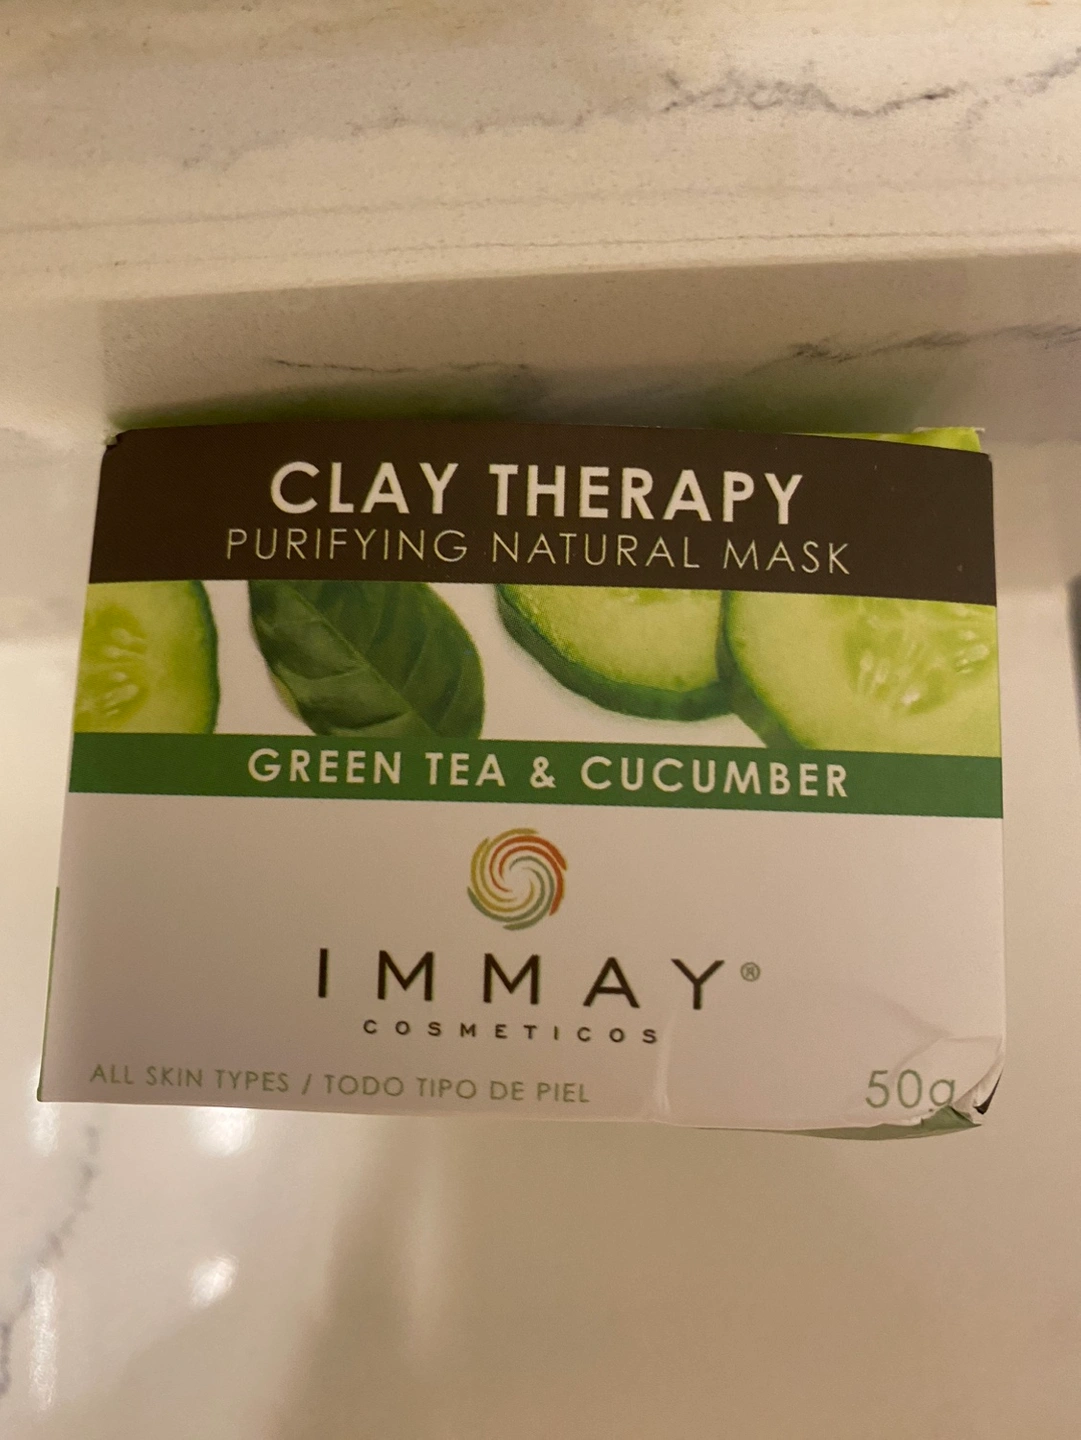 CLAY THERAPY
PURIFYING NATURAL MASK
GREEN TEA & CUCUMBER
IMMAY®
COSMETICOS
ALL SKIN TYPES / TODO TIPO DE PIEL
50g